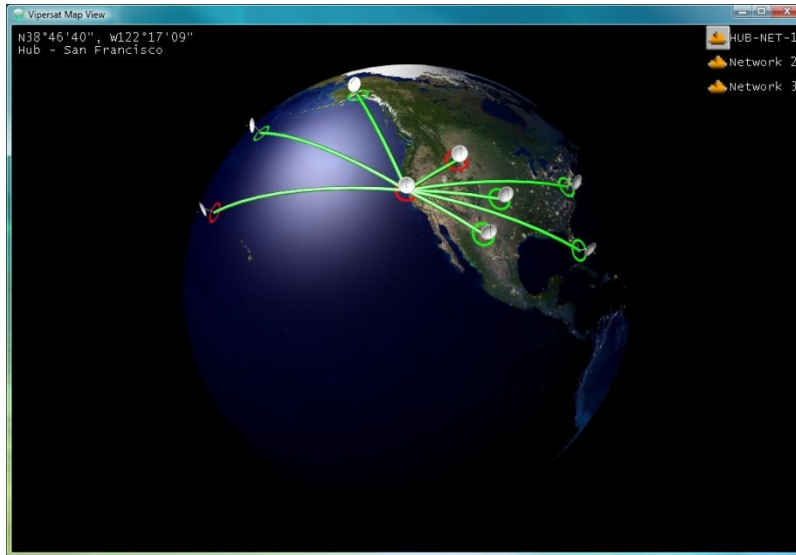 Vipersat Map View
N38°46'40", W122°17'09"
Hub - San Francisco
HUB-NET-1
Network 2
Network 3